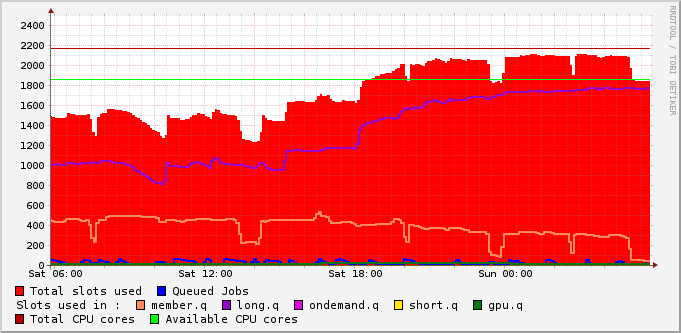 2400
2200
2000
1800
1600
1400
1200
1000
800
600
400
200
0
Sat 06:00 Sat 12:00 Sat 18:00 Sun 00:00
Total slots used Queued Jobs
Slots used in : member.q long.q ondemand.q short.q gpu.q
Total CPU cores Available CPU cores
RRDTOOL / TOBI OETIKER